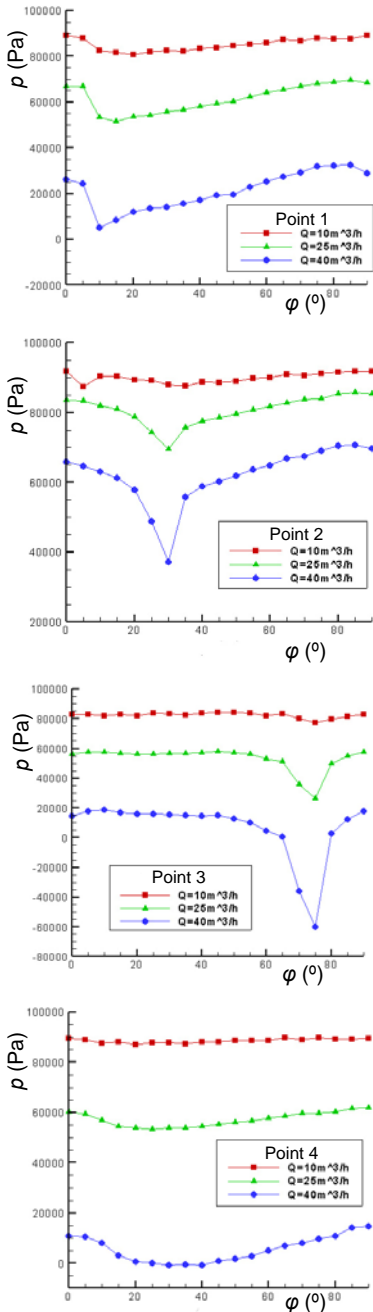 p (Pa)
100000
80000
60000
40000
20000
0
-20000
0
20
40
60
80
φ (º)
Point 1
Q=10m^3/h
Q=25m^3/h
Q=40m^3/h
p (Pa)
100000
80000
60000
40000
20000
0
20
40
60
80
φ (º)
Point 2
Q=10m^3/h
Q=25m^3/h
Q=40m^3/h
p (Pa)
100000
80000
60000
40000
20000
0
-20000
-40000
-60000
-80000
0
20
40
60
80
φ (º)
Point 3
Q=10m^3/h
Q=25m^3/h
Q=40m^3/h
p (Pa)
100000
80000
60000
40000
20000
0
-20000
0
20
40
60
80
φ (º)
Point 4
Q=10m^3/h
Q=25m^3/h
Q=40m^3/h